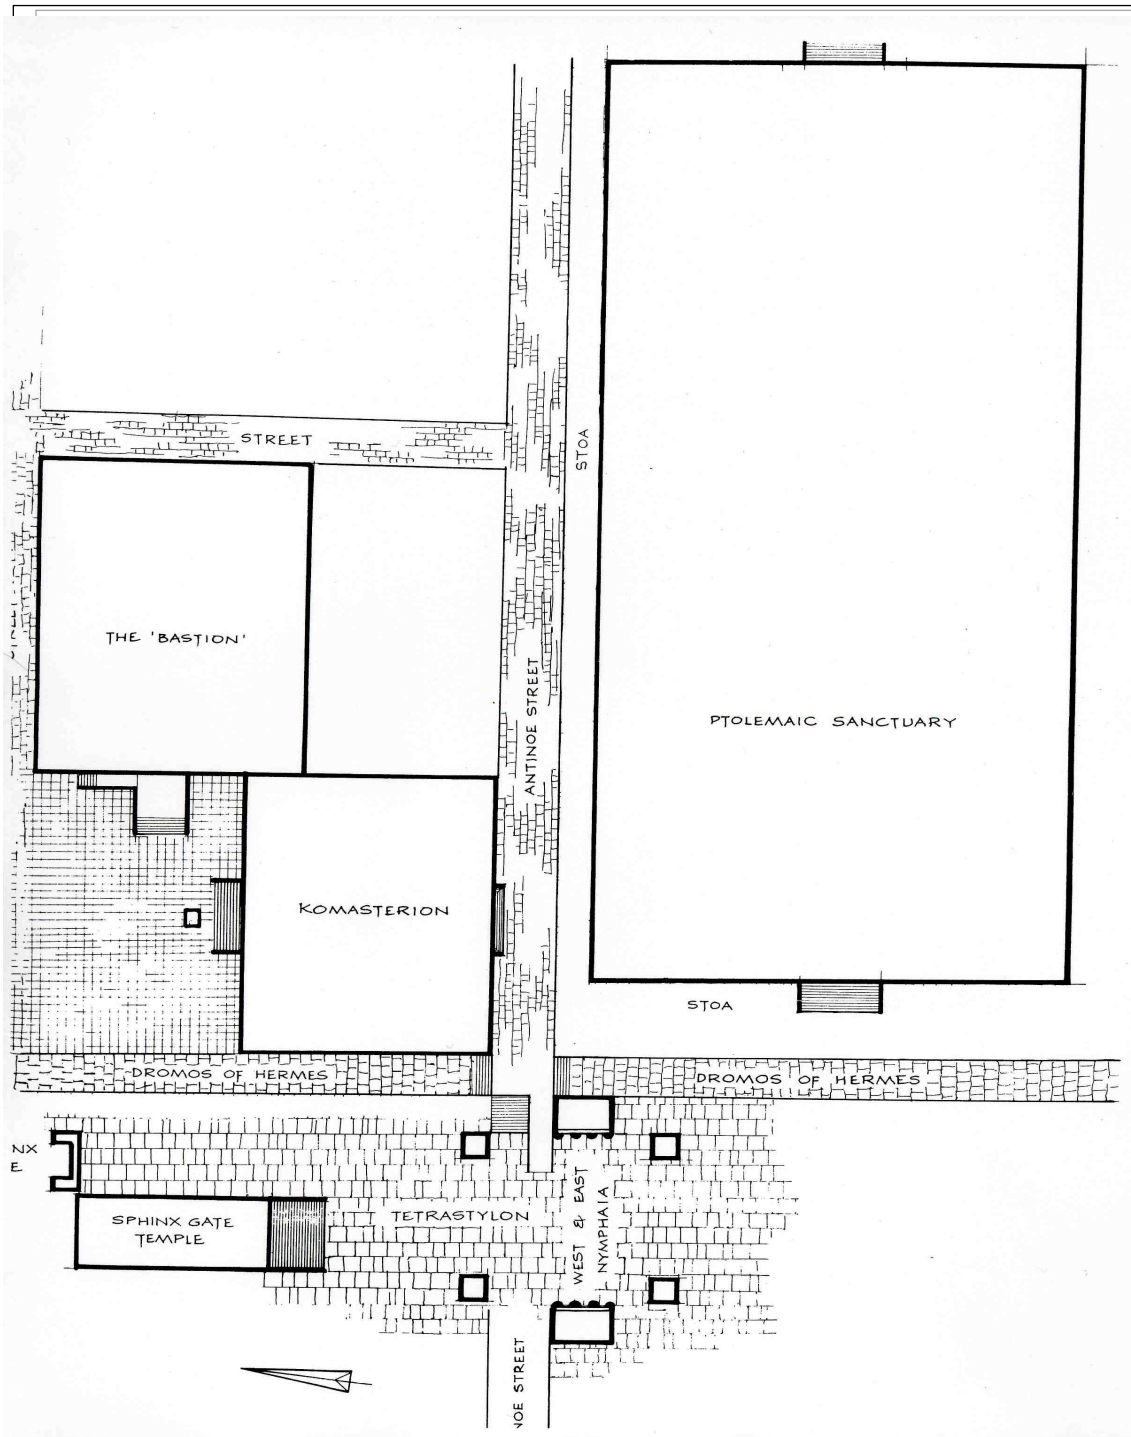 STREET
STOA
THE 'BASTION'
ANTINOE STREET
PTOLEMAIC SANCTUARY
KOMASTERION
STOA
DROMOS OF HERMES
DROMOS OF HERMES
NX
E
SPHINX GATE
TEMPLE
TETRASTYLON
WEST & EAST
NYMPHAIA
NOE STREET